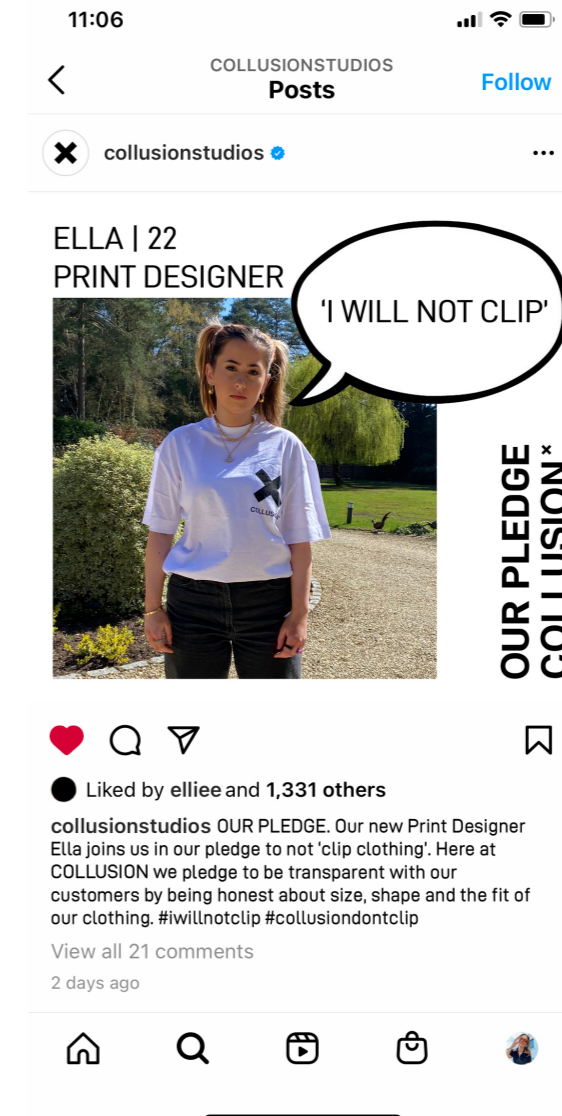 11:06
COLLUSIONSTUDIOS
Posts
Follow
collusionstudios
ELLA | 22
PRINT DESIGNER
'I WILL NOT CLIP'
OUR PLEDGE
COLLUSION
Liked by elliee and 1,331 others
collusionstudios OUR PLEDGE. Our new Print Designer
Ella joins us in our pledge to not 'clip clothing'. Here at
COLLUSION we pledge to be transparent with our
customers by being honest about size, shape and the fit of
our clothing. #iwillnotclip #collusiondontclip
View all 21 comments
2 days ago